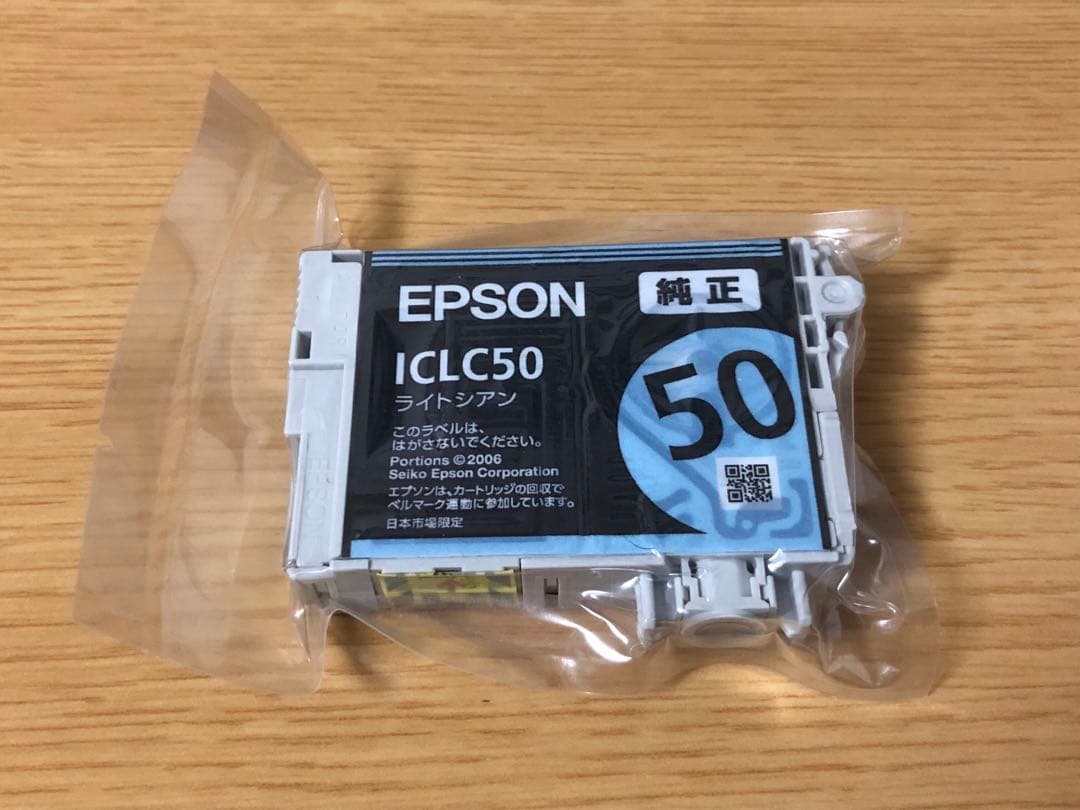 EPSON
純正
ICLC50
ライトシアン
50
このラベルは、
はがさないでください。
Portions ©2006
Seiko Epson Corporation
エプソンは、カートリッジの回収で
ベルマーク運動に参加しています。
日本市場限定